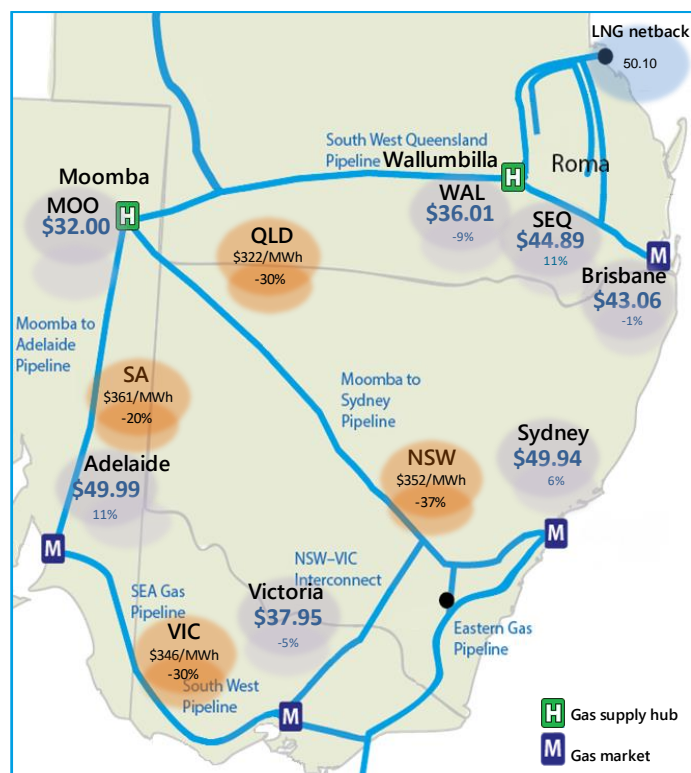 LNG netback
50.10
South West Queensland
Pipeline
Wallumbilla
H
Roma
Moomba
MOO
$32.00
H
WAL
$36.01
-9%
SEQ
$44.89
11%
QLD
$322/MWh
-30%
M
Brisbane
$43.06
-1%
Moomba to
Adelaide
Pipeline
SA
$361/MWh
-20%
Moomba to
Sydney
Pipeline
Adelaide
$49.99
11%
NSW
$352/MWh
-37%
Sydney
$49.94
6%
M
M
NSW–VIC
Interconnect
SEA Gas
Pipeline
Victoria
$37.95
-5%
VIC
$346/MWh
-30%
South West
Pipeline
Eastern Gas
Pipeline
M
H Gas supply hub
M Gas market